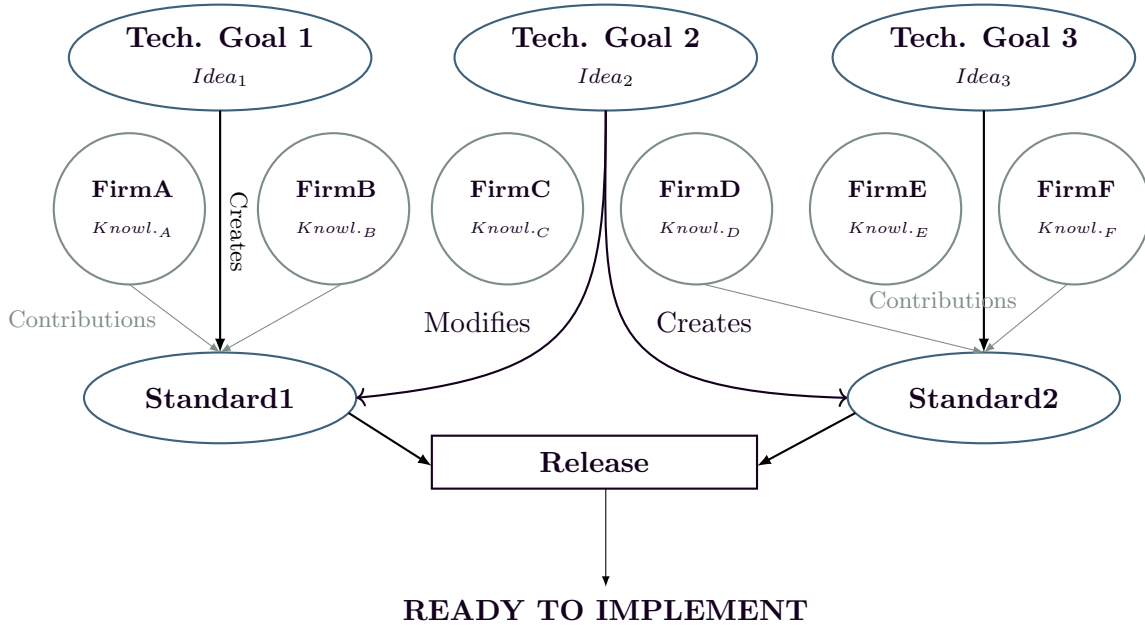 Tech. Goal 1
Idea₁
Tech. Goal 2
Idea₂
Tech. Goal 3
Idea₃
FirmA
Knowl.A
FirmB
Knowl.B
FirmC
Knowl.C
FirmD
Knowl.D
FirmE
Knowl.E
FirmF
Knowl.F
Creates
Contributions
Modifies
Creates
Contributions
Standard1
Standard2
Release
READY TO IMPLEMENT